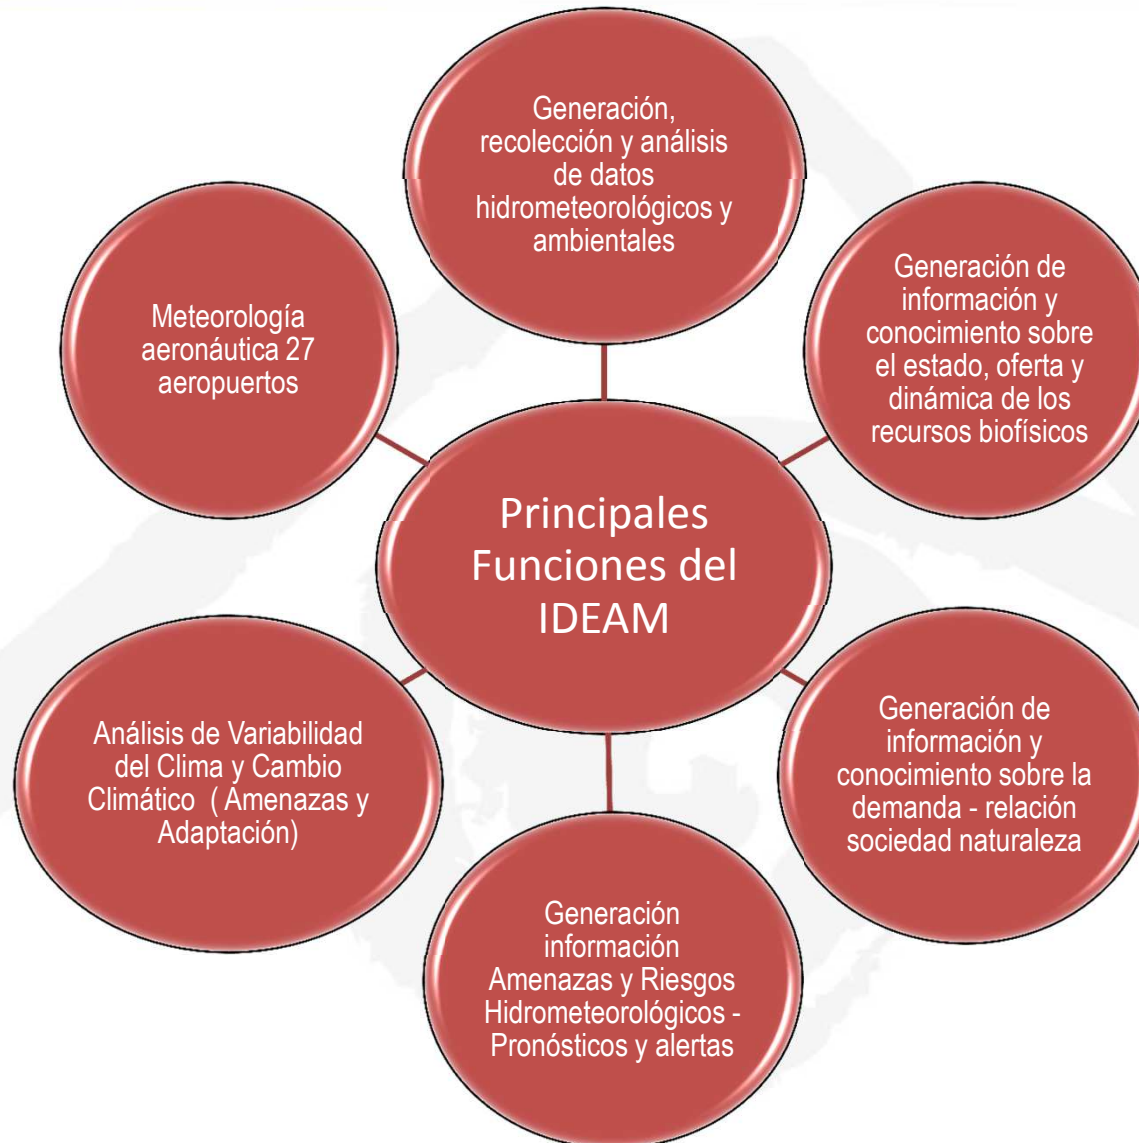 Generación,
recolección y análisis
de datos
hidrometeorológicos y
ambientales
Generación de
información y
conocimiento sobre
el estado, oferta y
dinámica de los
recursos biofísicos
Meteorología
aeronáutica 27
aeropuertos
Principales
Funciones del
IDEAM
Generación de
información y
conocimiento sobre la
demanda - relación
sociedad naturaleza
Análisis de Variabilidad
del Clima y Cambio
Climático ( Amenazas y
Adaptación)
Generación
información
Amenazas y Riesgos
Hidrometeorológicos -
Pronósticos y alertas